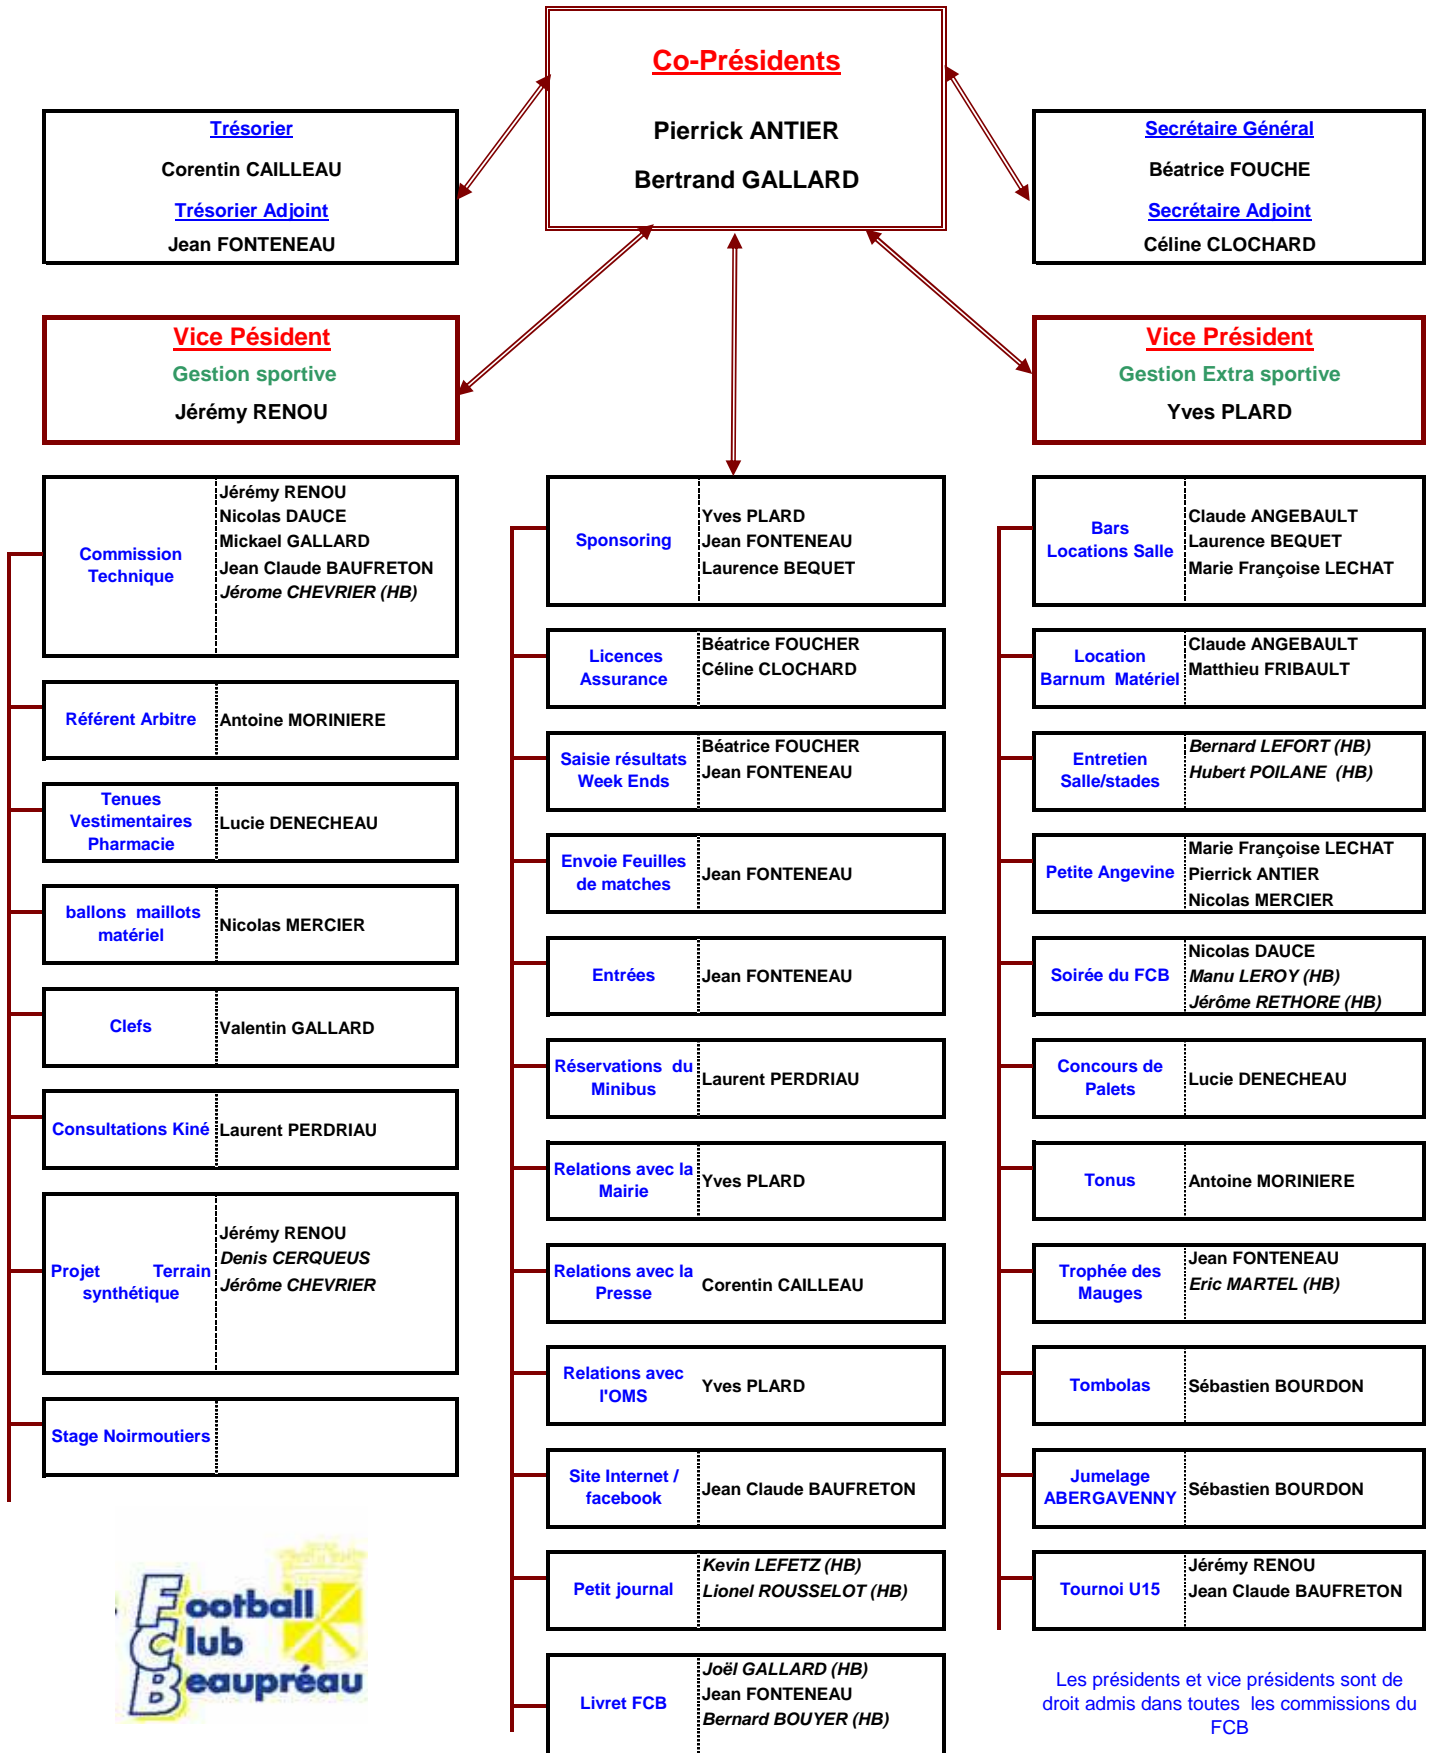 Co-Présidents
Pierrick ANTIER
Bertrand GALLARD
Trésorier
Corentin CAILLEAU
Trésorier Adjoint
Jean FONTENEAU
Secrétaire Général
Béatrice FOUCHE
Secrétaire Adjoint
Céline CLOCHARD
Vice Pésident
Gestion sportive
Jérémy RENOU
Vice Président
Gestion Extra sportive
Yves PLARD
Commission
Technique
Jérémy RENOU
Nicolas DAUCE
Mickael GALLARD
Jean Claude BAUFRETON
Jérome CHEVRIER (HB)
Référent Arbitre
Antoine MORINIERE
Tenues
Vestimentaires
Pharmacie
Lucie DENECHEAU
ballons maillots
matériel
Nicolas MERCIER
Clefs
Valentin GALLARD
Consultations Kiné
Laurent PERDRIAU
Projet Terrain
synthétique
Jérémy RENOU
Denis CERQUEUS
Jérôme CHEVRIER
Stage Noirmoutiers
Football
Club
Beaupréau
Sponsoring
Yves PLARD
Jean FONTENEAU
Laurence BEQUET
Licences
Assurance
Béatrice FOUCHER
Céline CLOCHARD
Saisie résultats
Week Ends
Béatrice FOUCHER
Jean FONTENEAU
Envoie Feuilles
de matches
Jean FONTENEAU
Entrées
Jean FONTENEAU
Réservations du
Minibus
Laurent PERDRIAU
Relations avec la
Mairie
Yves PLARD
Relations avec la
Presse
Corentin CAILLEAU
Relations avec
l'OMS
Yves PLARD
Site Internet /
facebook
Jean Claude BAUFRETON
Petit journal
Kevin LEFETZ (HB)
Lionel ROUSSELOT (HB)
Livret FCB
Joël GALLARD (HB)
Jean FONTENEAU
Bernard BOUYER (HB)
Bars
Locations Salle
Claude ANGEBAULT
Laurence BEQUET
Marie Françoise LECHAT
Location
Barnum Matériel
Claude ANGEBAULT
Matthieu FRIBAULT
Entretien
Salle/stades
Bernard LEFORT (HB)
Hubert POILANE (HB)
Petite Angevine
Marie Françoise LECHAT
Pierrick ANTIER
Nicolas MERCIER
Soirée du FCB
Nicolas DAUCE
Manu LEROY (HB)
Jérôme RETHORE (HB)
Concours de
Palets
Lucie DENECHEAU
Tonus
Antoine MORINIERE
Trophée des
Mauges
Jean FONTENEAU
Eric MARTEL (HB)
Tombolas
Sébastien BOURDON
Jumelage
ABERGAVENNY
Sébastien BOURDON
Tournoi U15
Jérémy RENOU
Jean Claude BAUFRETON
Les présidents et vice présidents sont de
droit admis dans toutes les commissions du
FCB